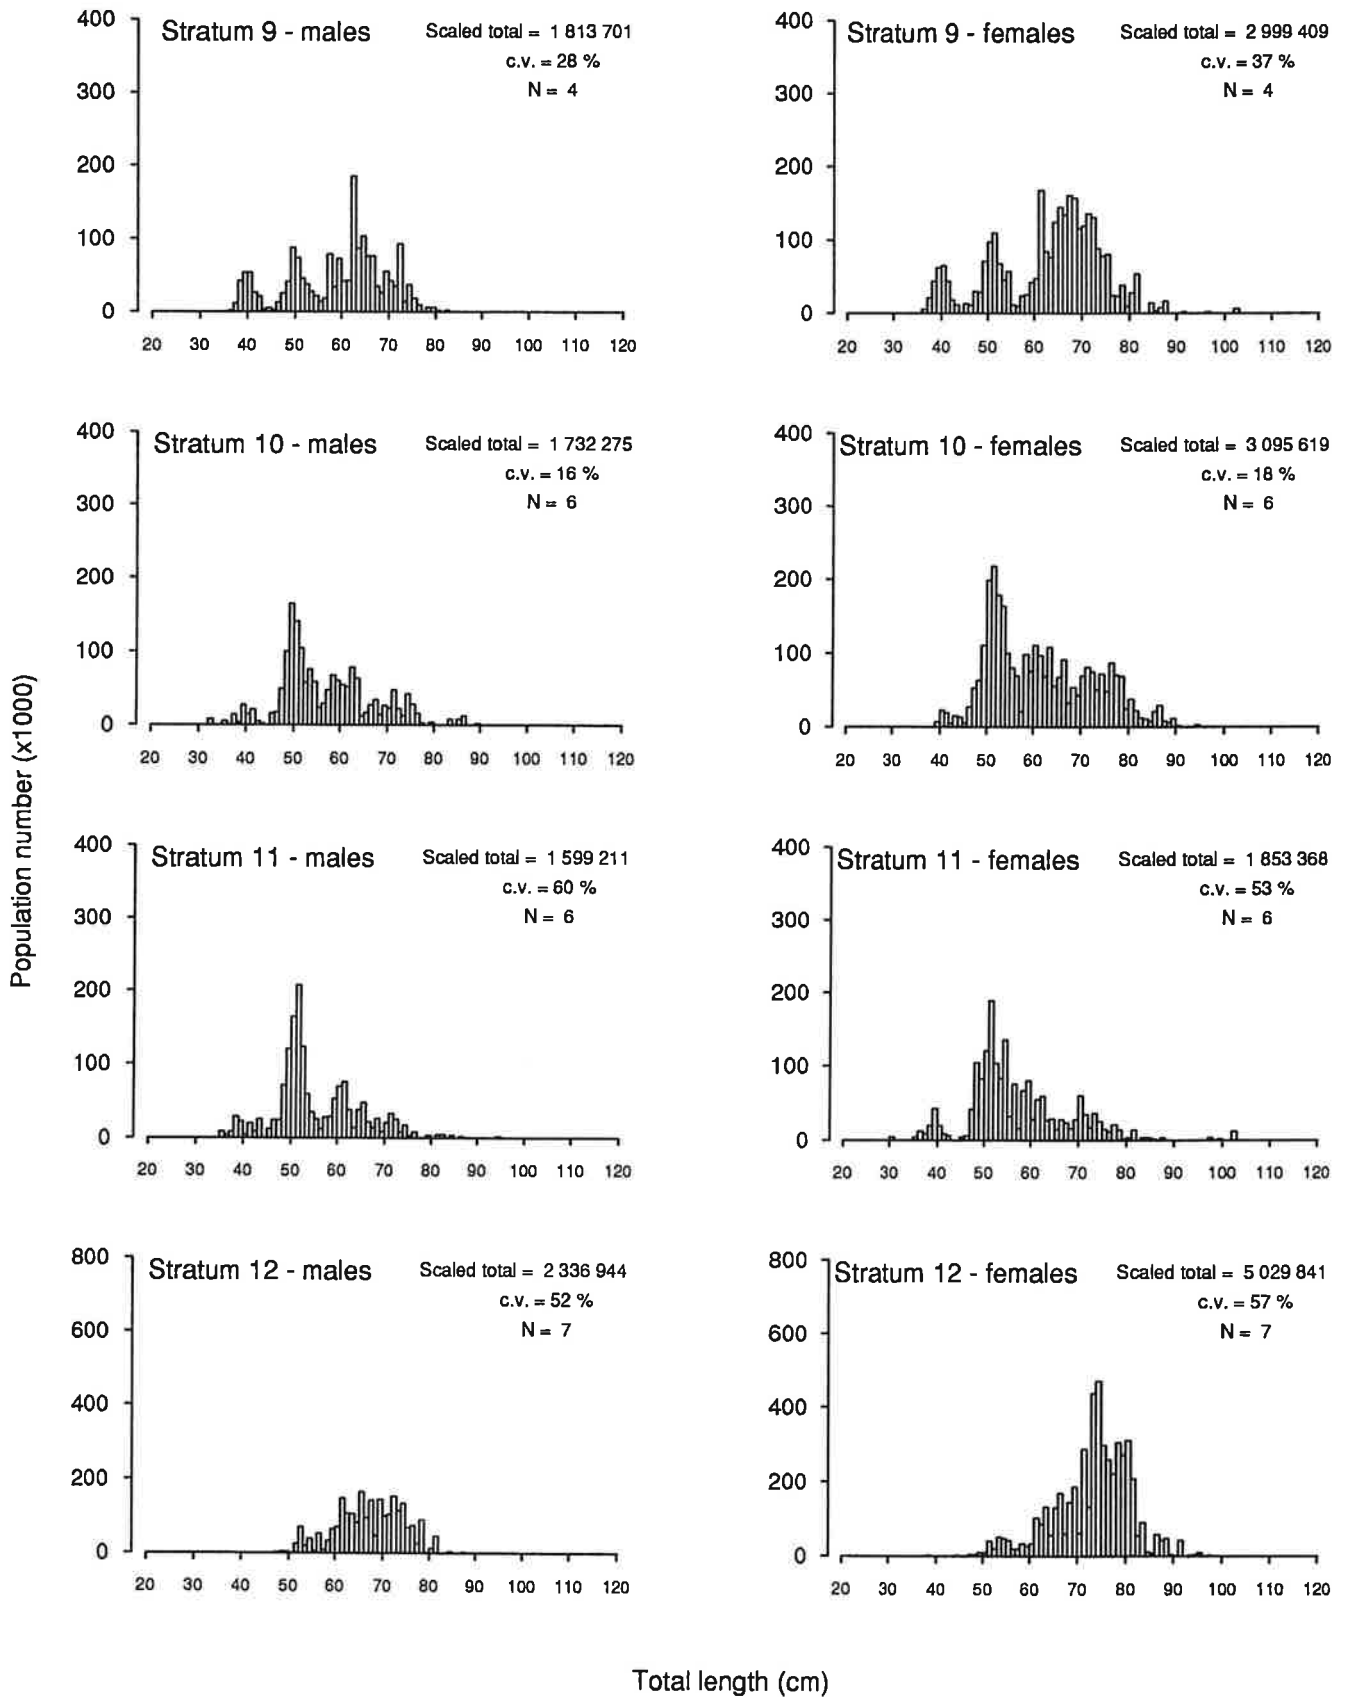 Stratum 9 - males
Scaled total = 1 813 701
c.v. = 28 %
N = 4
400
300
200
100
0
20 30 40 50 60 70 80 90 100 110 120
Stratum 9 - females
Scaled total = 2 999 409
c.v. = 37 %
N = 4
400
300
200
100
0
20 30 40 50 60 70 80 90 100 110 120
Stratum 10 - males
Scaled total = 1 732 275
c.v. = 16 %
N = 6
400
300
200
100
0
20 30 40 50 60 70 80 90 100 110 120
Stratum 10 - females
Scaled total = 3 095 619
c.v. = 18 %
N = 6
400
300
200
100
0
20 30 40 50 60 70 80 90 100 110 120
Population number (x1000)
Stratum 11 - males
Scaled total = 1 599 211
c.v. = 60 %
N = 6
400
300
200
100
0
20 30 40 50 60 70 80 90 100 110 120
Stratum 11 - females
Scaled total = 1 853 368
c.v. = 53 %
N = 6
400
300
200
100
0
20 30 40 50 60 70 80 90 100 110 120
Stratum 12 - males
Scaled total = 2 336 944
c.v. = 52 %
N = 7
800
600
400
200
0
20 30 40 50 60 70 80 90 100 110 120
Stratum 12 - females
Scaled total = 5 029 841
c.v. = 57 %
N = 7
800
600
400
200
0
20 30 40 50 60 70 80 90 100 110 120
Total length (cm)